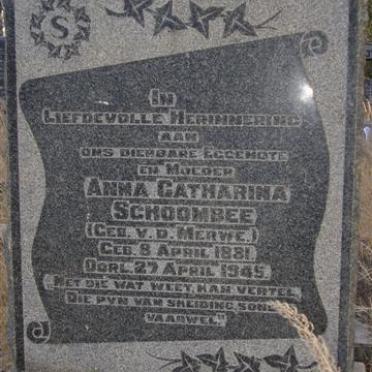 S
In
Liefdevolle Herinnering
aan
ons dierbare eggenote
en Moeder
Anna Catharina
Schoombee
(Geb. v.d. Merwe.)
Geb. 8 April 1881.
Oorl. 27 April 1945.
Net die wat weet, kan vertel,
Die pyn van skeiding, sonder
"vaarwel."